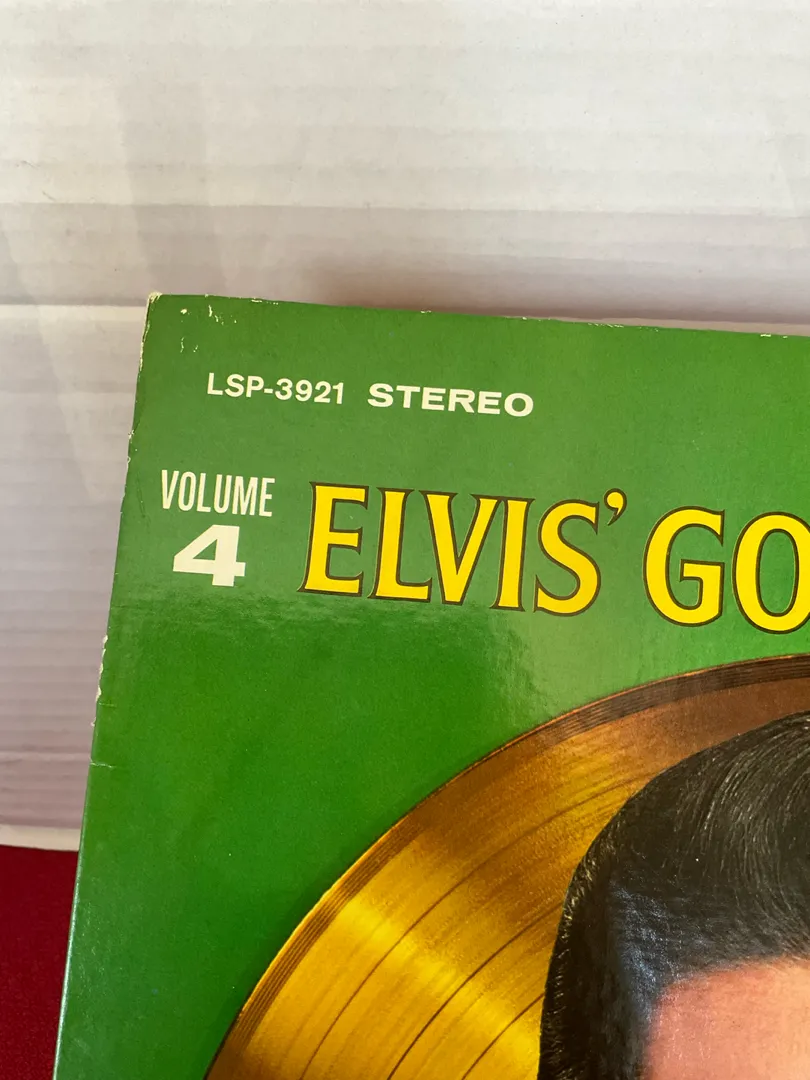 LSP-3921 STEREO
VOLUME
4
ELVIS' GO